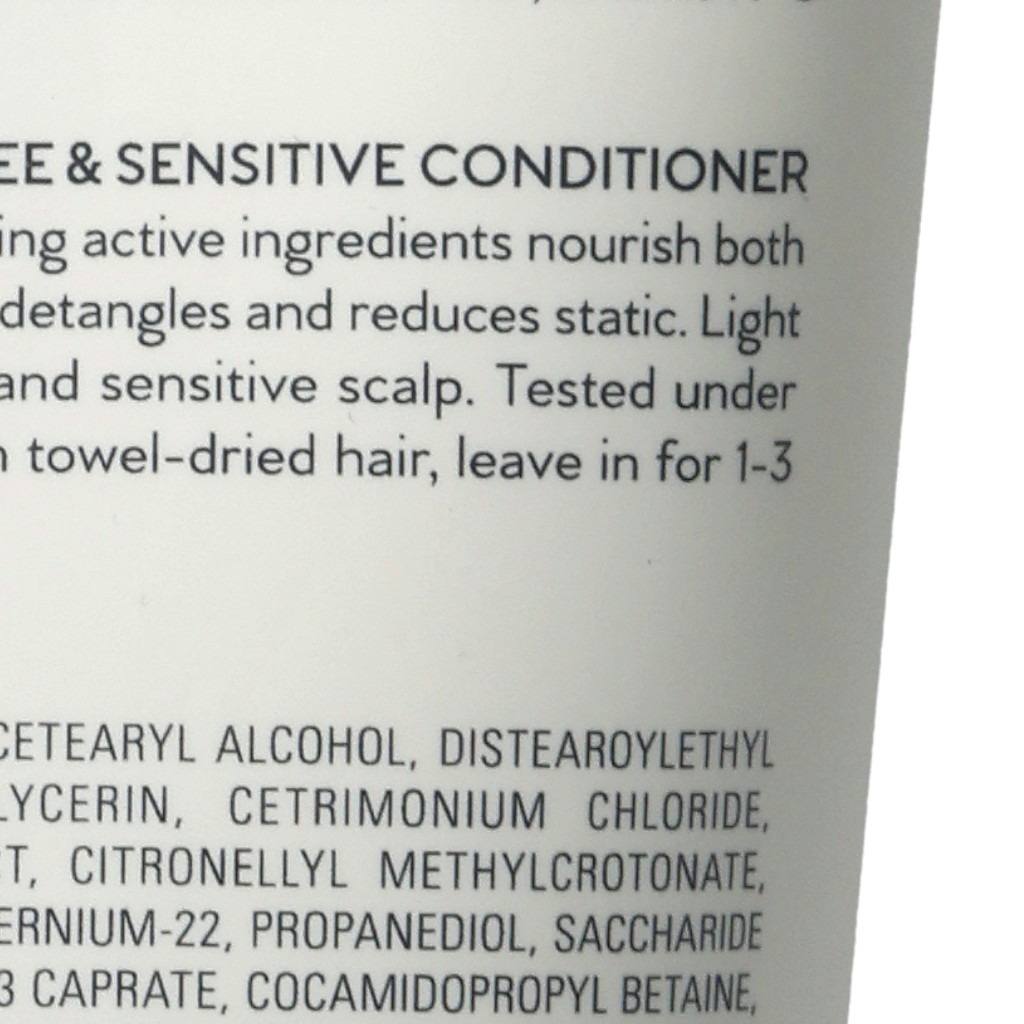 EE & SENSITIVE CONDITIONER
ing active ingredients nourish both
detangles and reduces static. Light
and sensitive scalp. Tested under
towel-dried hair, leave in for 1-3
CETEARYL ALCOHOL, DISTEAROYLETHYL
LYCERIN, CETRIMONIUM CHLORIDE,
CT, CITRONELLYL METHYLCROTONATE,
ERNIUM-22, PROPANEDIOL, SACCHARIDE
3 CAPRATE, COCAMIDOPROPYL BETAINE,